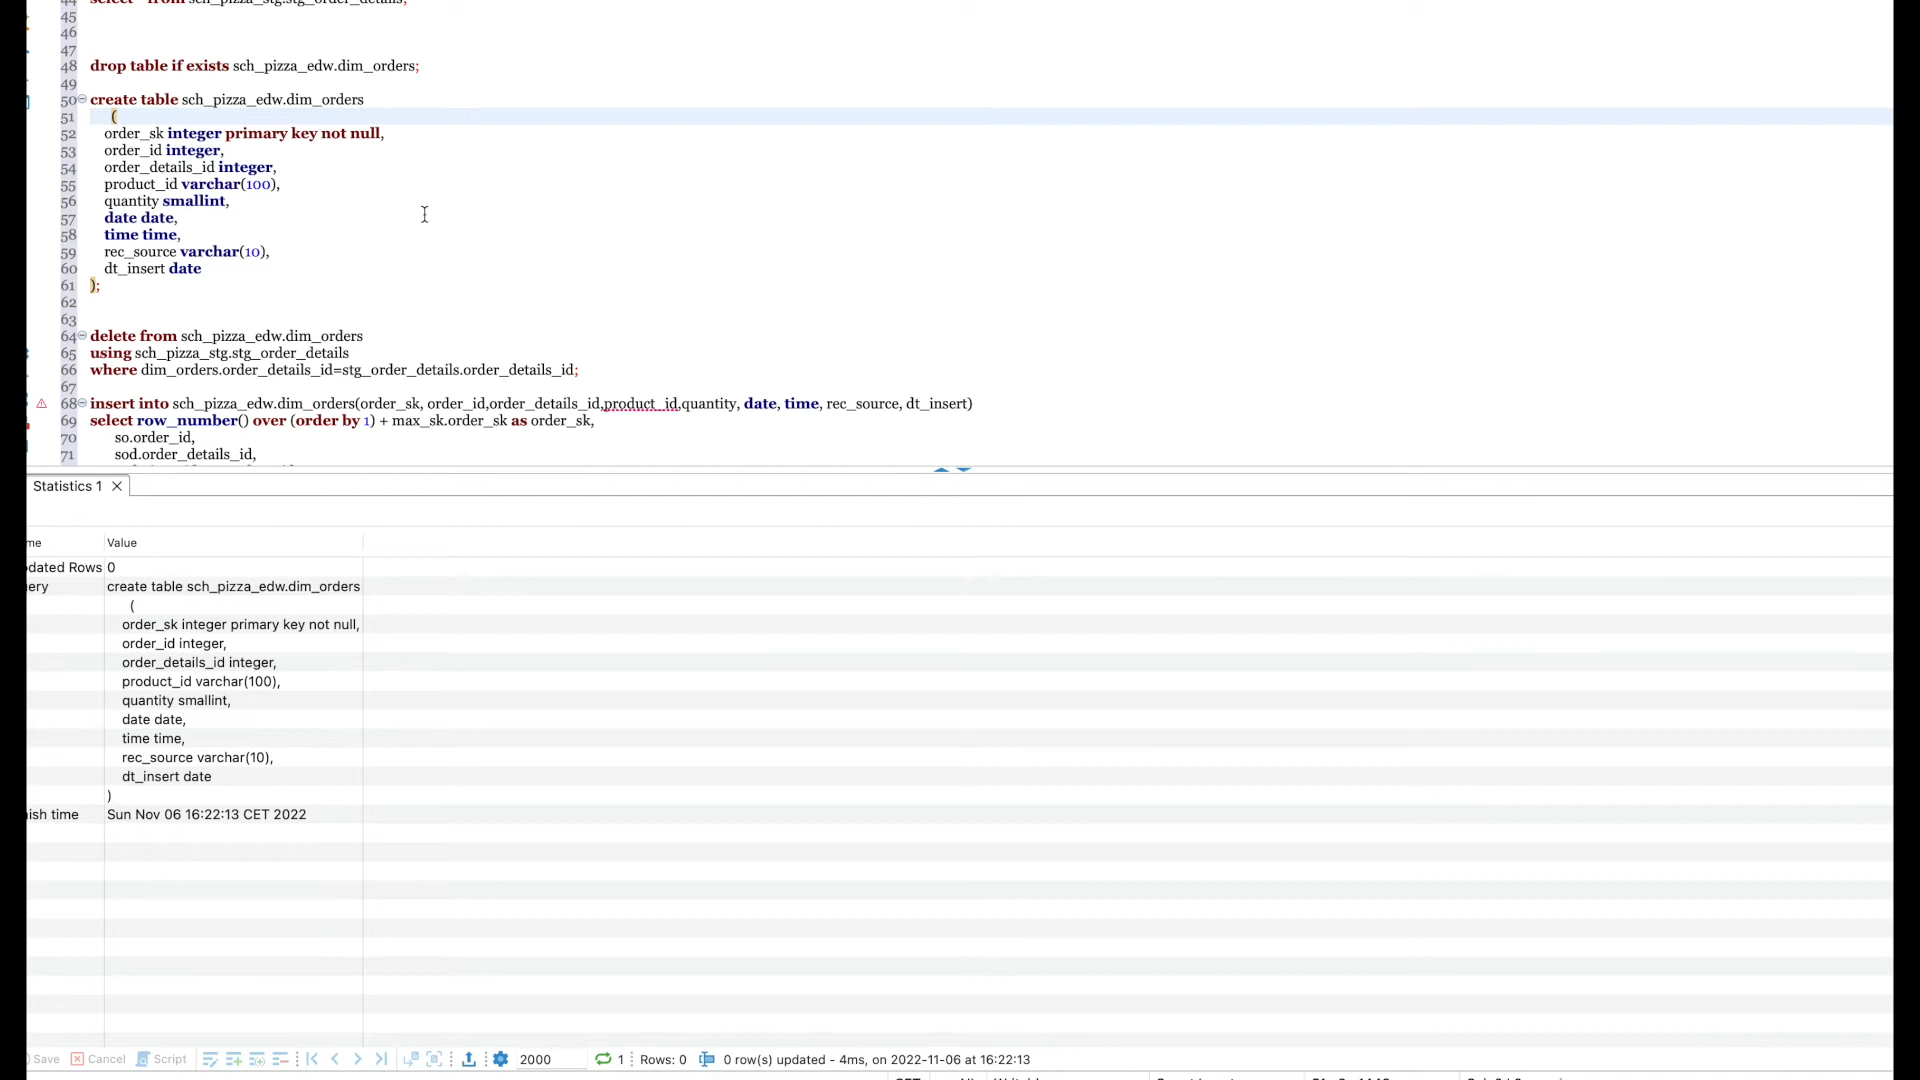 44 select * from sch_pizza_stg.stg_order_details;
45
46
47
48 drop table if exists sch_pizza_edw.dim_orders;
49
50 create table sch_pizza_edw.dim_orders
51 (
52 order_sk integer primary key not null,
53 order_id integer,
54 order_details_id integer,
55 product_id varchar(100),
56 quantity smallint,
57 date date,
58 time time,
59 rec_source varchar(10),
60 dt_insert date
61 );
62
63
64 delete from sch_pizza_edw.dim_orders
65 using sch_pizza_stg.stg_order_details
66 where dim_orders.order_details_id=stg_order_details.order_details_id;
67
68 insert into sch_pizza_edw.dim_orders(order_sk, order_id,order_details_id,product_id,quantity, date, time, rec_source, dt_insert)
69 select row_number() over (order by 1) + max_sk.order_sk as order_sk,
70 so.order_id,
71 sod.order_details_id,
Statistics 1
me Value
dated Rows 0
ery create table sch_pizza_edw.dim_orders
(
order_sk integer primary key not null,
order_id integer,
order_details_id integer,
product_id varchar(100),
quantity smallint,
date date,
time time,
rec_source varchar(10),
dt_insert date
)
ish time Sun Nov 06 16:22:13 CET 2022
Save Cancel Script 2000 1 Rows: 0 0 row(s) updated - 4ms, on 2022-11-06 at 16:22:13